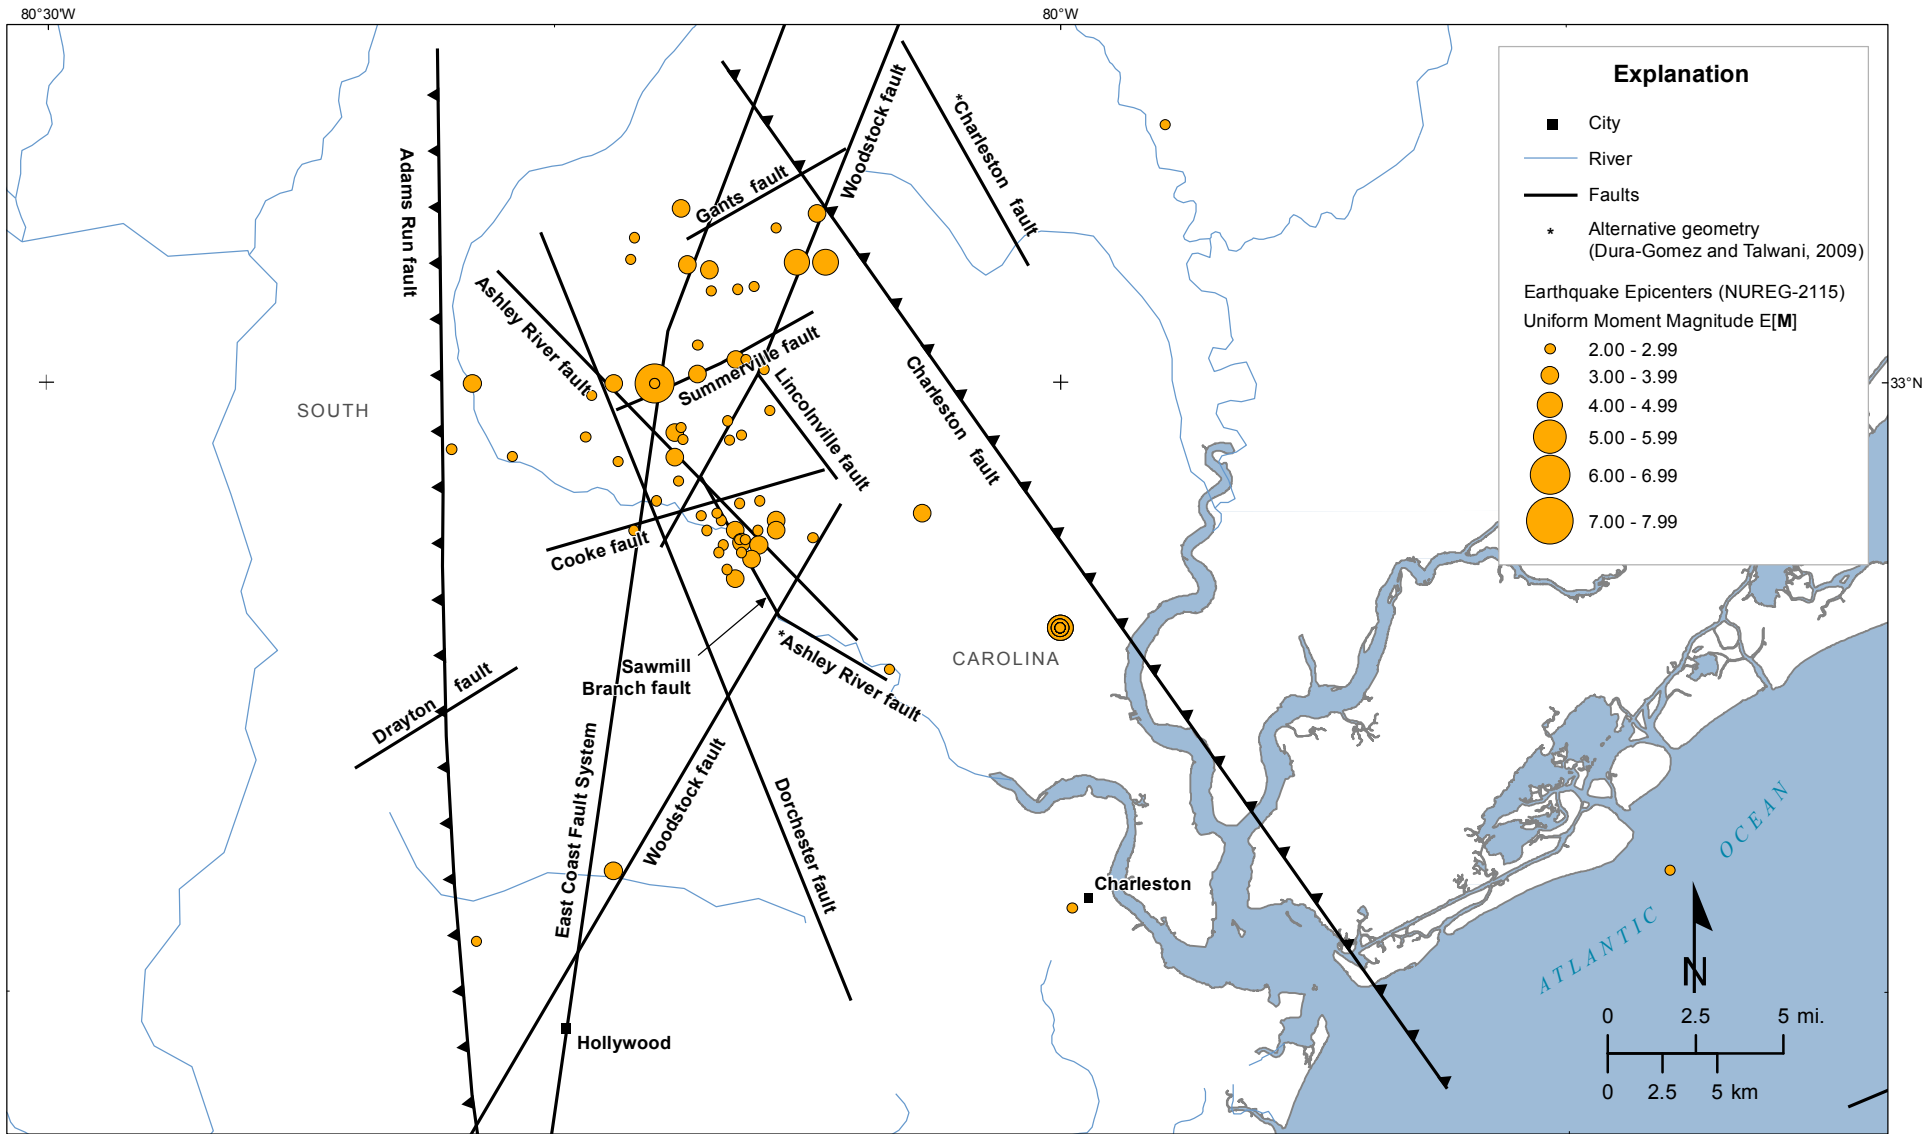 80°30'W
80°W
Explanation
City
River
Faults
* Alternative geometry
(Dura-Gomez and Talwani, 2009)
Earthquake Epicenters (NUREG-2115)
Uniform Moment Magnitude E[M]
2.00 - 2.99
3.00 - 3.99
4.00 - 4.99
5.00 - 5.99
6.00 - 6.99
7.00 - 7.99
Adams Run fault
Woodstock fault
*Charleston fault
Gants fault
Ashley River fault
Summerville fault
Lincolnville fault
Charleston fault
33°N
SOUTH
Cooke fault
CAROLINA
Sawmill
Branch fault
*Ashley River fault
Drayton fault
East Coast Fault System
Woodstock fault
Dorchester fault
Charleston
Hollywood
ATLANTIC OCEAN
N
0 2.5 5 mi.
0 2.5 5 km